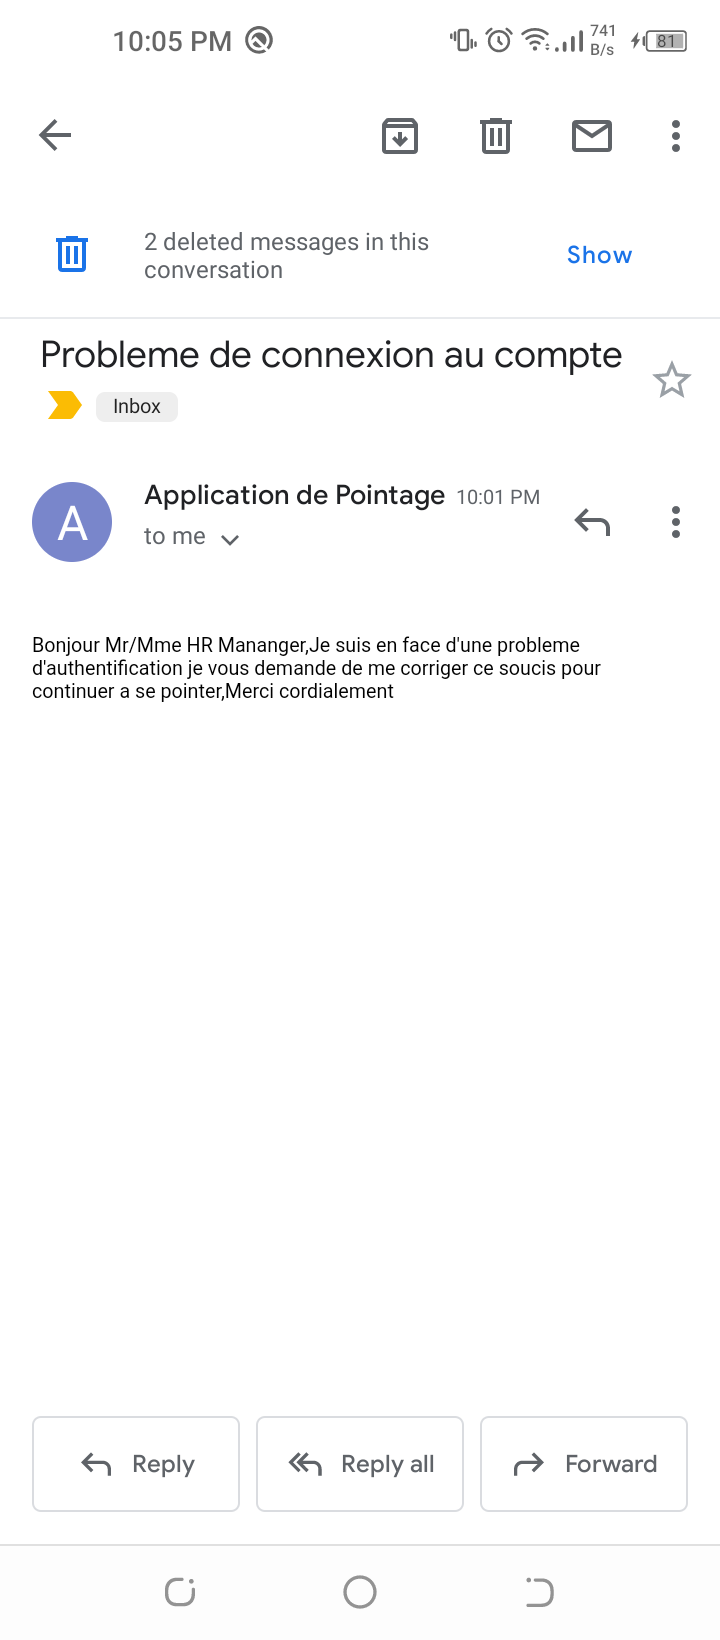 10:05 PM
741
B/s
81
2 deleted messages in this
conversation
Show
Probleme de connexion au compte
Inbox
A
Application de Pointage 10:01 PM
to me
Bonjour Mr/Mme HR Mananger,Je suis en face d'une probleme
d'authentification je vous demande de me corriger ce soucis pour
continuer a se pointer,Merci cordialement
Reply
Reply all
Forward